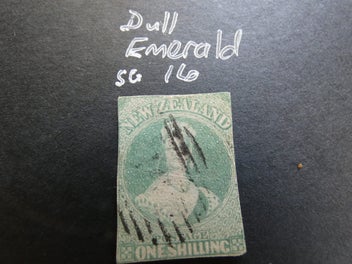 Dull
Emerald
SG 16
NEW ZEALAND
ONE SHILLING